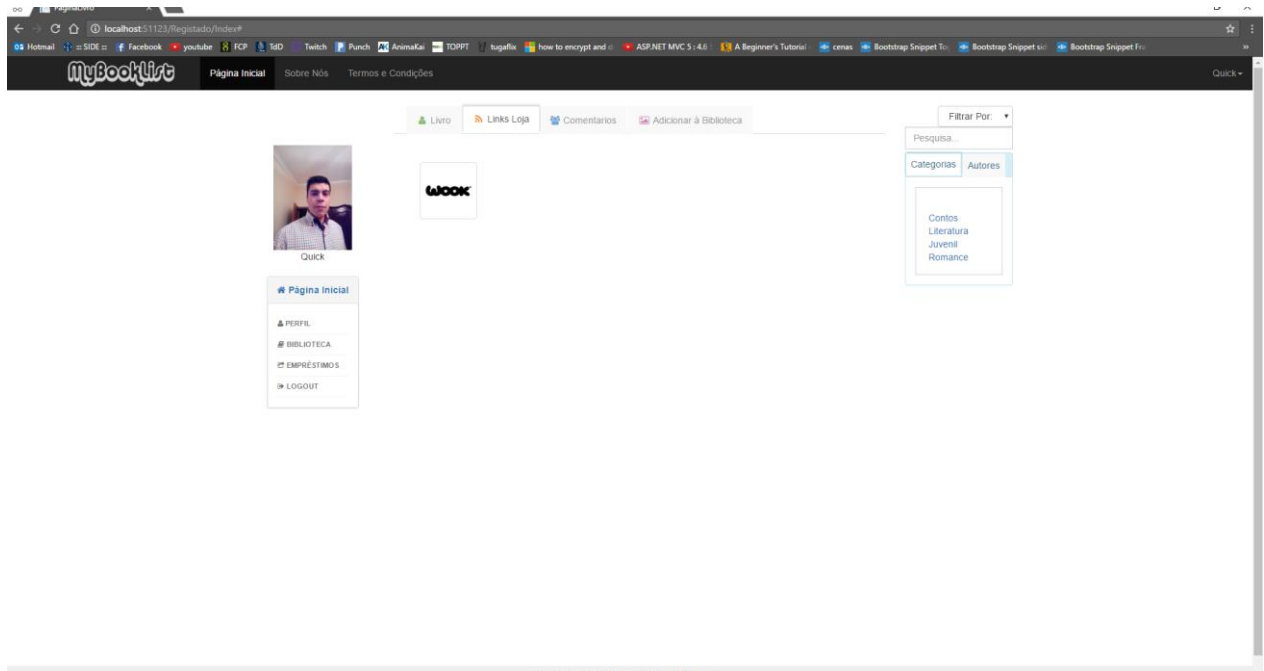 PaginaLivro
localhost:51123/Registado/Index#
Hotmail :: SIDE :: Facebook youtube FCP TdD Twitch Punch AnimaKai TOPPT tugaflix how to encrypt and d ASP.NET MVC 5 : 4.6 A Beginner's Tutorial cenas Bootstrap Snippet Bootstrap Snippet Bootstrap Snippet
MyBookList Página Inicial Sobre Nós Termos e Condições Quick
Livro Links Loja Comentarios Adicionar à Biblioteca
Filtrar Por:
Pesquisa...
Categorias Autores
wook
Contos
Literatura
Juvenil
Romance
Quick
Página Inicial
PERFIL
BIBLIOTECA
EMPRÉSTIMOS
LOGOUT